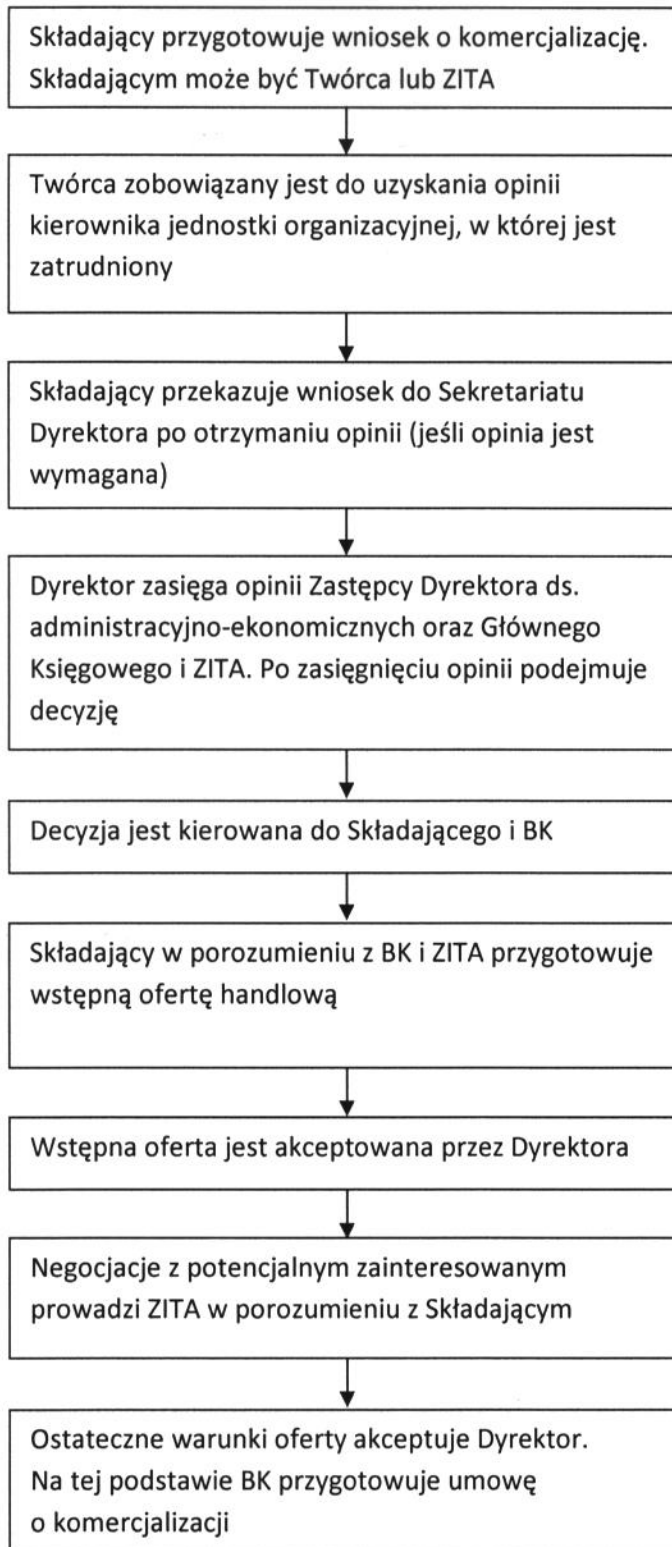 Składający przygotowuje wniosek o komercjalizację.
Składającym może być Twórca lub ZITA
Twórca zobowiązany jest do uzyskania opinii
kierownika jednostki organizacyjnej, w której jest
zatrudniony
Składający przekazuje wniosek do Sekretariatu
Dyrektora po otrzymaniu opinii (jeśli opinia jest
wymagana)
Dyrektor zasięga opinii Zastępcy Dyrektora ds.
administracyjno-ekonomicznych oraz Głównego
Księgowego i ZITA. Po zasięgnięciu opinii podejmuje
decyzję
Decyzja jest kierowana do Składającego i BK
Składający w porozumieniu z BK i ZITA przygotowuje
wstępną ofertę handlową
Wstępna oferta jest akceptowana przez Dyrektora
Negocjacje z potencjalnym zainteresowanym
prowadzi ZITA w porozumieniu z Składającym
Ostateczne warunki oferty akceptuje Dyrektor.
Na tej podstawie BK przygotowuje umowę
o komercjalizacji